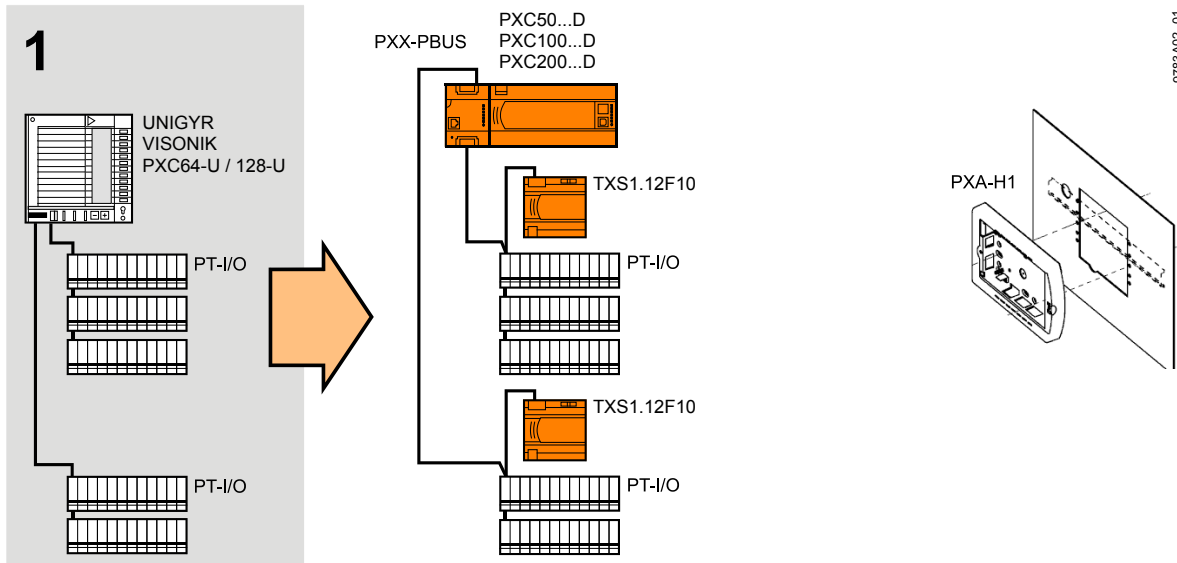 1
UNIGYR
VISONIK
PXC64-U / 128-U
PT-I/O
PT-I/O
PXX-PBUS
PXC50...D
PXC100...D
PXC200...D
TXS1.12F10
PT-I/O
TXS1.12F10
PT-I/O
PXA-H1